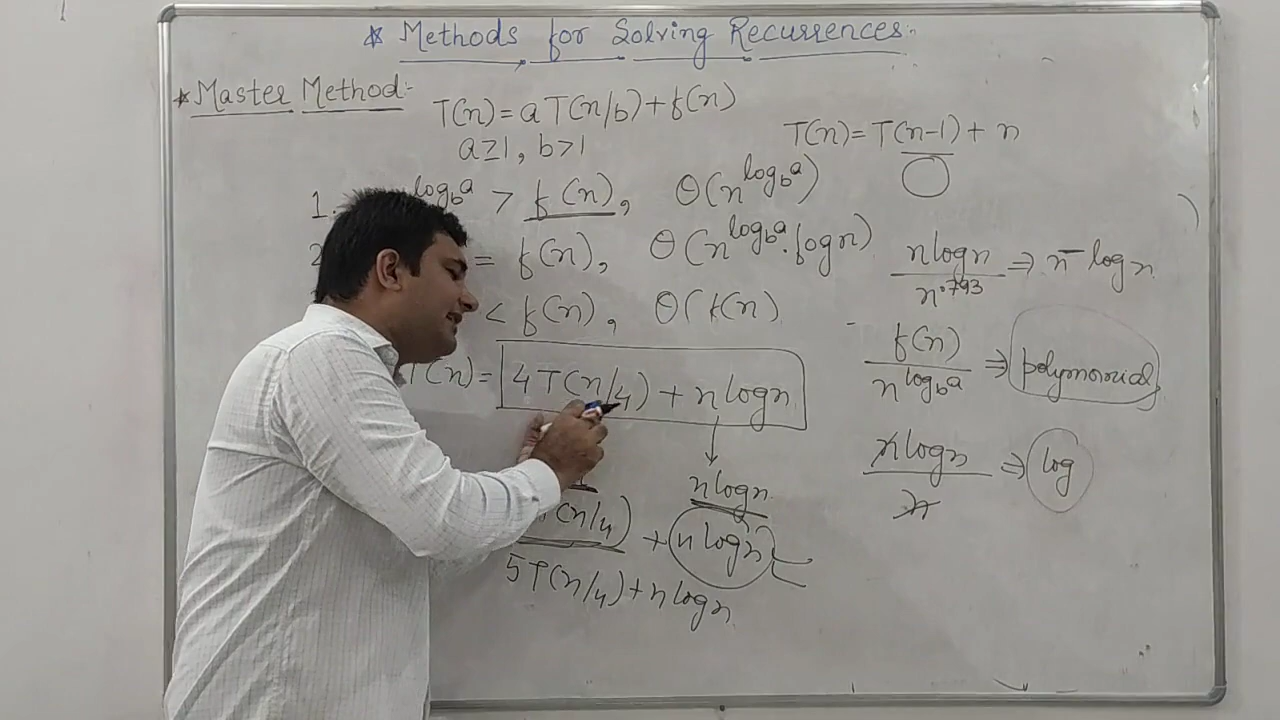 * Methods for Solving Recurrences:
* Master Method:
T(n) = a T(n/b) + f(n)
a ≥ 1, b > 1
T(n) = T(n-1) + n
1. log_b a > f(n), Θ(n^log_b a)
2 = f(n), Θ(n^log_b a . log n)
< f(n), Θ(f(n)
T(n) = 4T(n/4) + n log n
n log n
(n/4) + n log n
5T(n/4) + n log n
n log n / n^.793 ⇒ n⁻ log n
f(n) / n^log_b a ⇒ polynomial
n log n / n ⇒ log